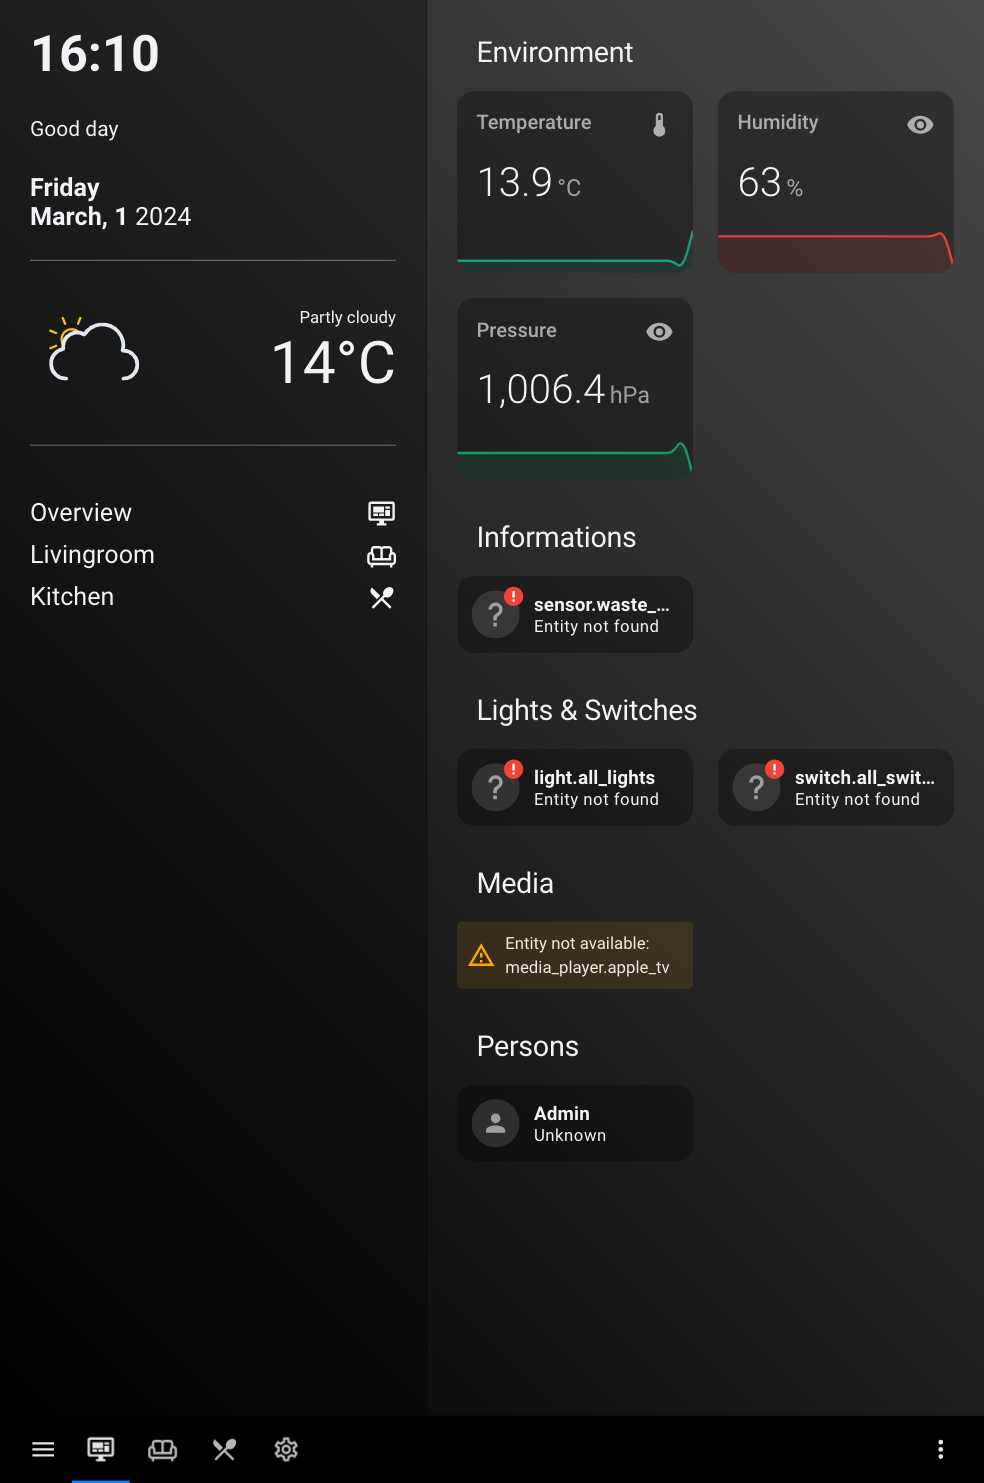 16:10
Good day
Friday
March, 1 2024
Partly cloudy
14°C
Overview
Livingroom
Kitchen
Environment
Temperature
13.9 °C
Humidity
63 %
Pressure
1,006.4 hPa
Informations
sensor.waste_...
Entity not found
Lights & Switches
light.all_lights
Entity not found
switch.all_swit...
Entity not found
Media
Entity not available:
media_player.apple_tv
Persons
Admin
Unknown